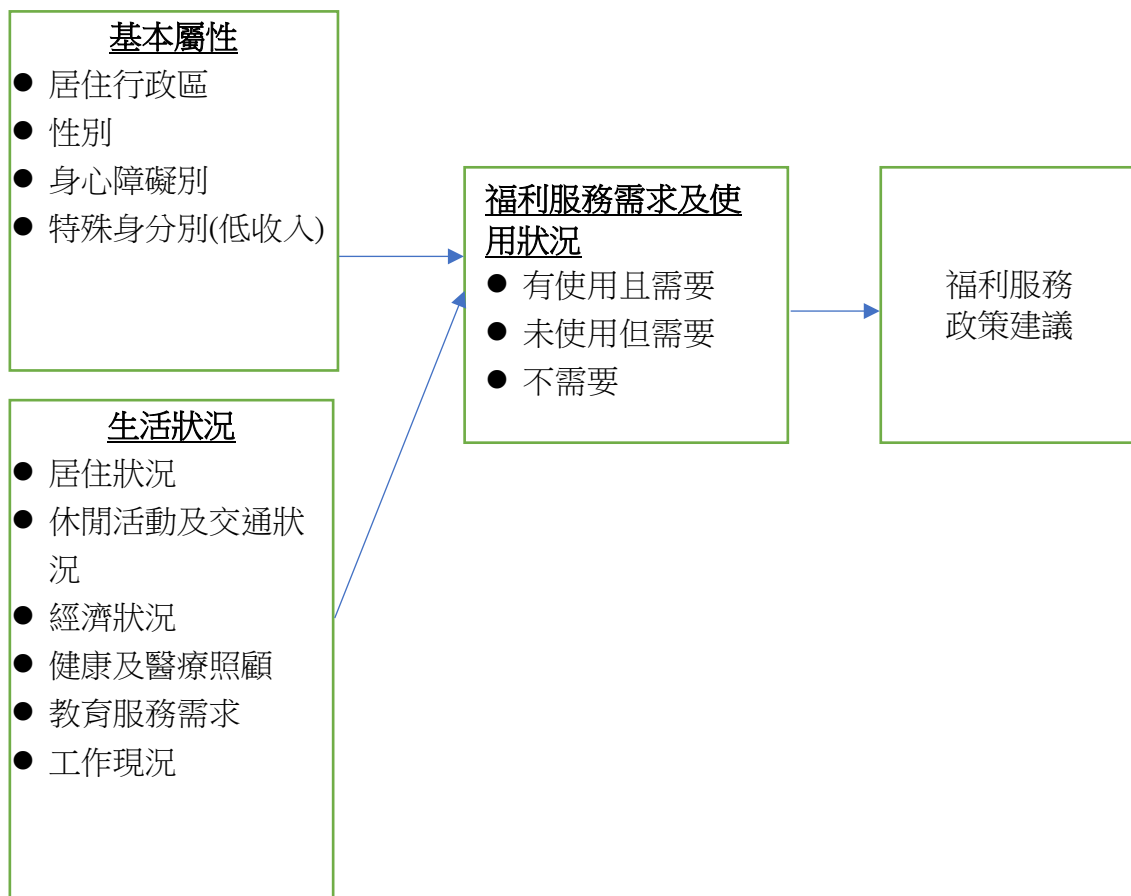 基本屬性
● 居住行政區
● 性別
● 身心障礙別
● 特殊身分別(低收入)
生活狀況
● 居住狀況
● 休閒活動及交通狀
況
● 經濟狀況
● 健康及醫療照顧
● 教育服務需求
● 工作現況
福利服務需求及使
用狀況
● 有使用且需要
● 未使用但需要
● 不需要
福利服務
政策建議